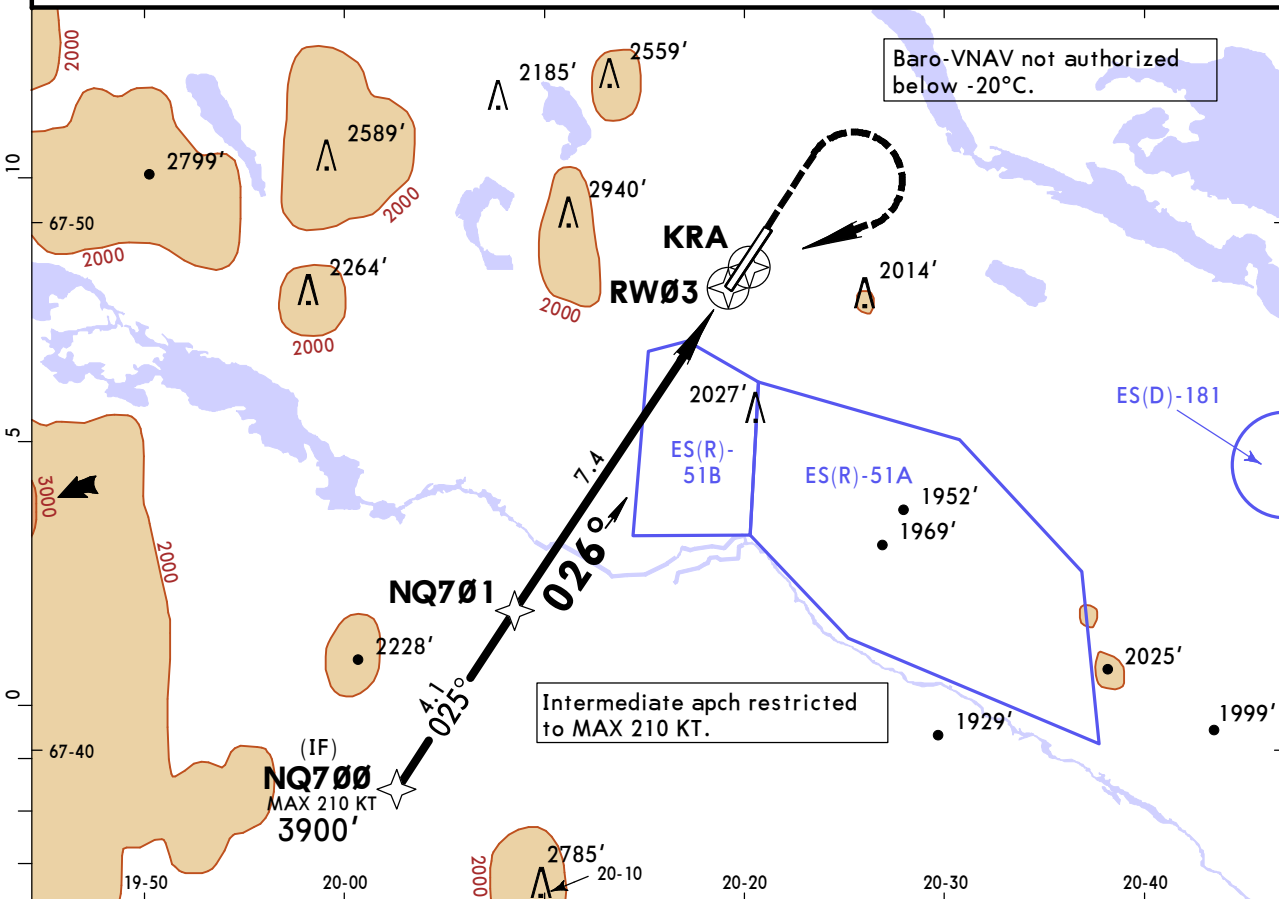 2000
2559′
2185′
Baro-VNAV not authorized
below -20°C.
2589′
2799′
10
2940′
2000
67-50
KRA
2000
2264′
2014′
RWØ3
2000
2000
2027′
ES(D)-181
5
ES(R)-
51B
ES(R)-51A
7.4
3000
1952′
1969′
2000
026°
NQ7Ø1
2228′
2025′
0
4.1
025°
Intermediate apch restricted
to MAX 210 KT.
1929′
1999′
67-40
(IF)
NQ7ØØ
MAX 210 KT
3900′
2785′
2000
20-10
19-50
20-00
20-20
20-30
20-40